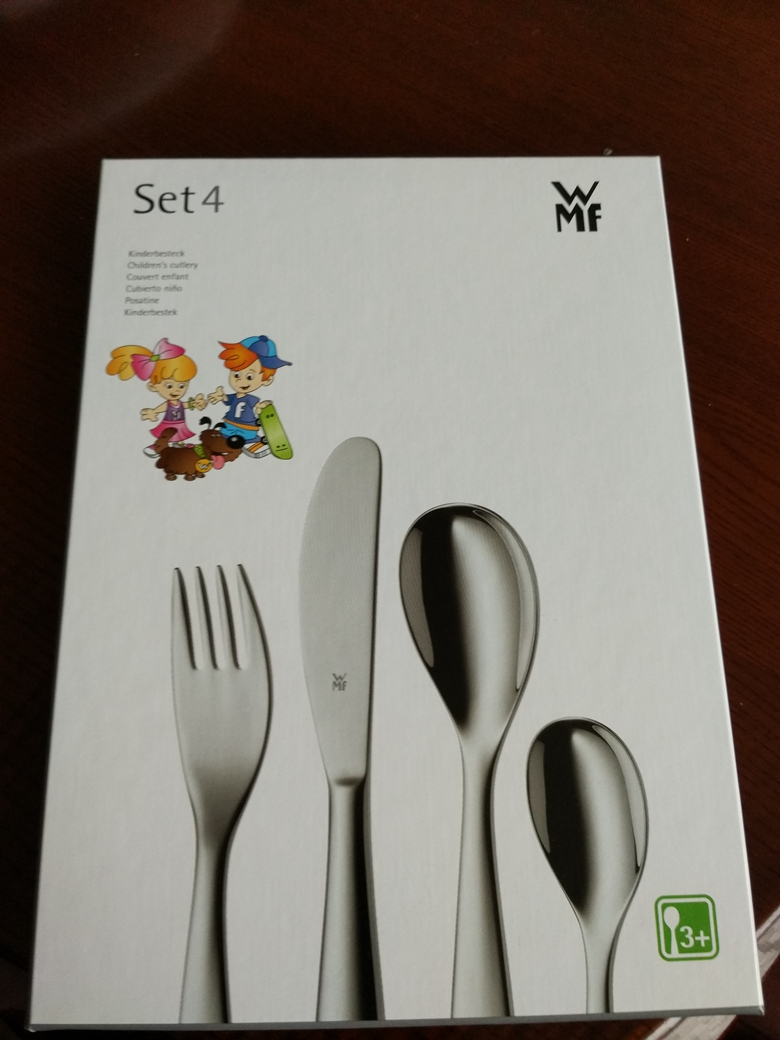 Set 4
WMF
Kinderbesteck
Children's cutlery
Couvert enfant
Cubierto niño
Posatine
Kinderbestek
f
WMF
3+